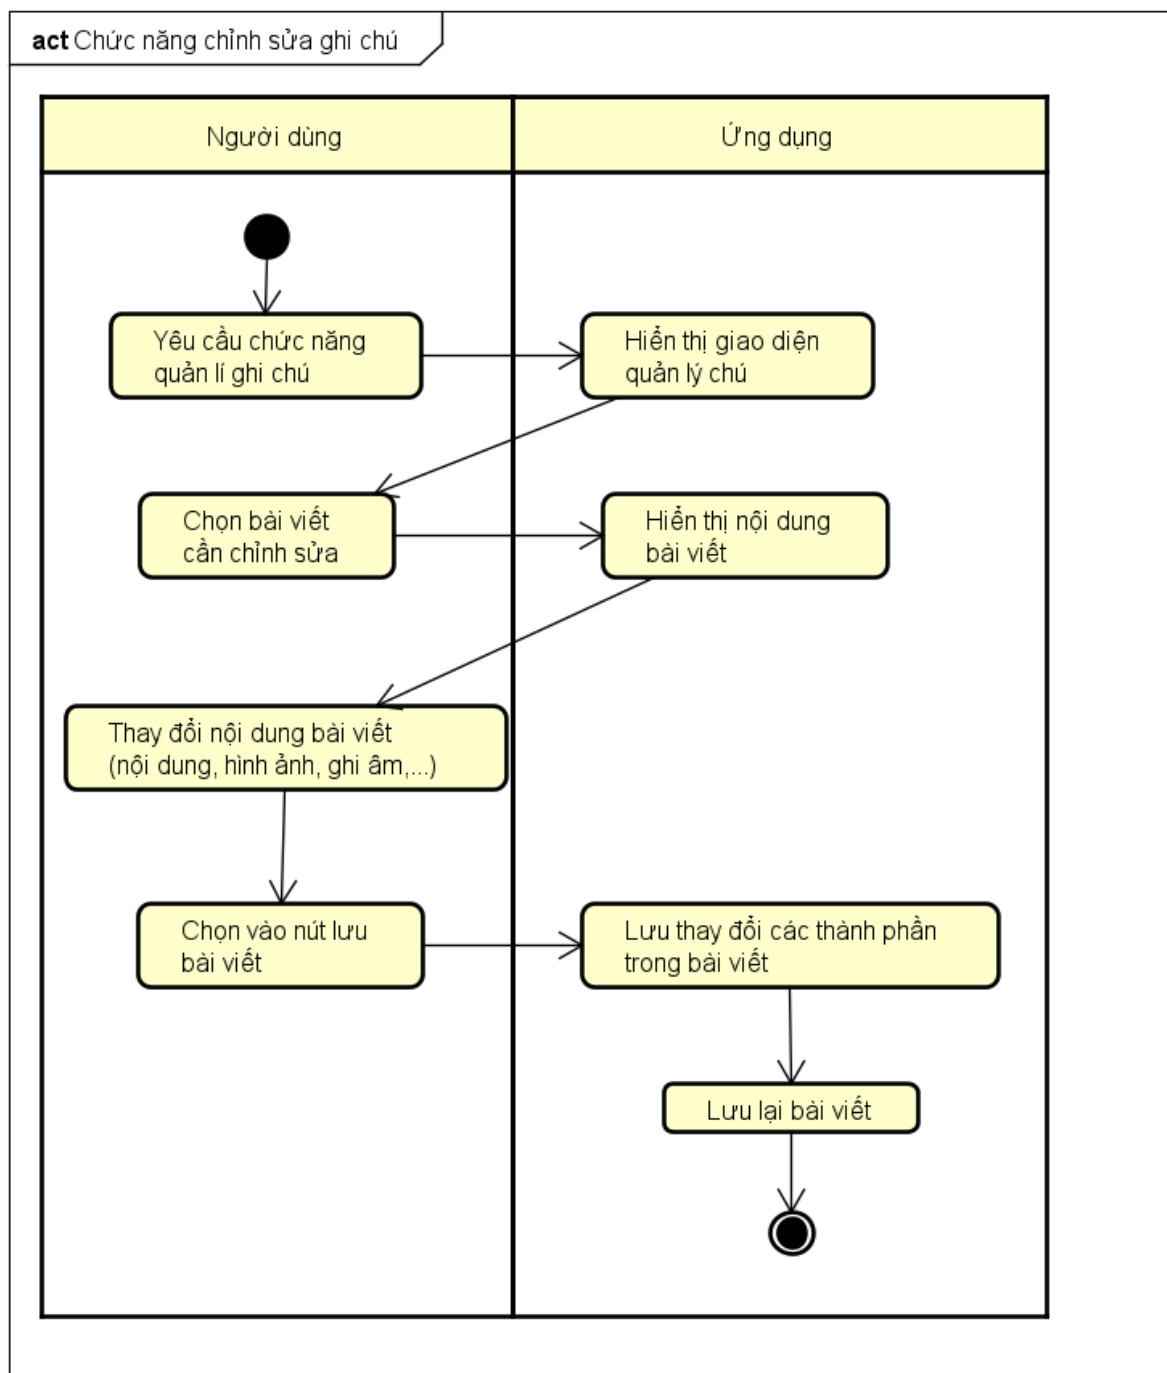 act Chức năng chỉnh sửa ghi chú
Người dùng
Ứng dụng
Yêu cầu chức năng
quản lí ghi chú
Hiển thị giao diện
quản lý chú
Chọn bài viết
cần chỉnh sửa
Hiển thị nội dung
bài viết
Thay đổi nội dung bài viết
(nội dung, hình ảnh, ghi âm,...)
Chọn vào nút lưu
bài viết
Lưu thay đổi các thành phần
trong bài viết
Lưu lại bài viết